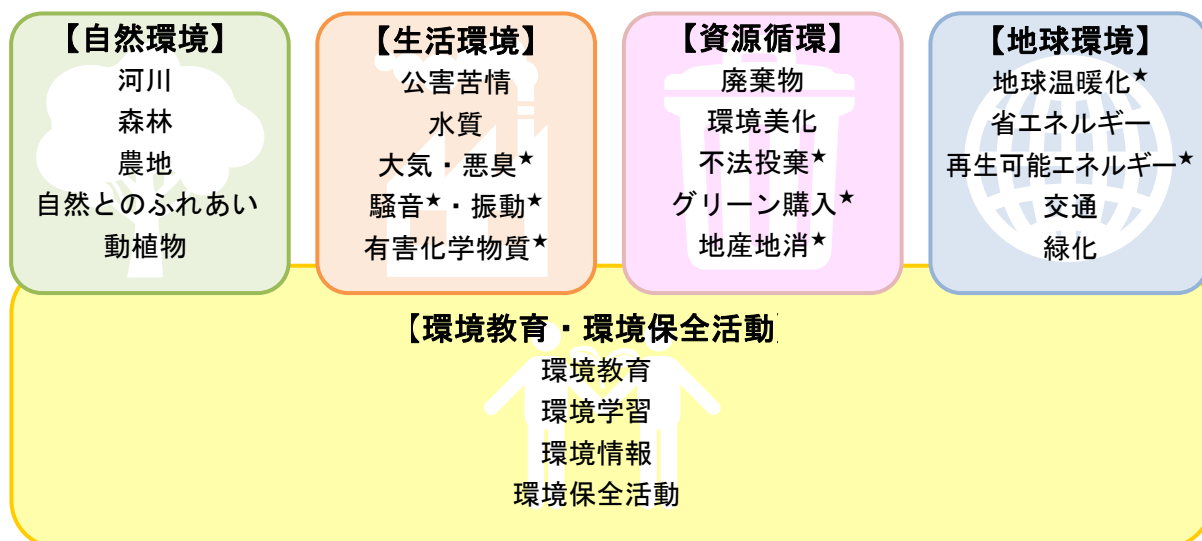 【自然環境】
河川
森林
農地
自然とのふれあい
動植物
【生活環境】
公害苦情
水質
大気・悪臭★
騒音★・振動★
有害化学物質★
【資源循環】
廃棄物
環境美化
不法投棄★
グリーン購入★
地産地消★
【地球環境】
地球温暖化★
省エネルギー
再生可能エネルギー★
交通
緑化
【環境教育・環境保全活動
環境教育
環境学習
環境情報
環境保全活動